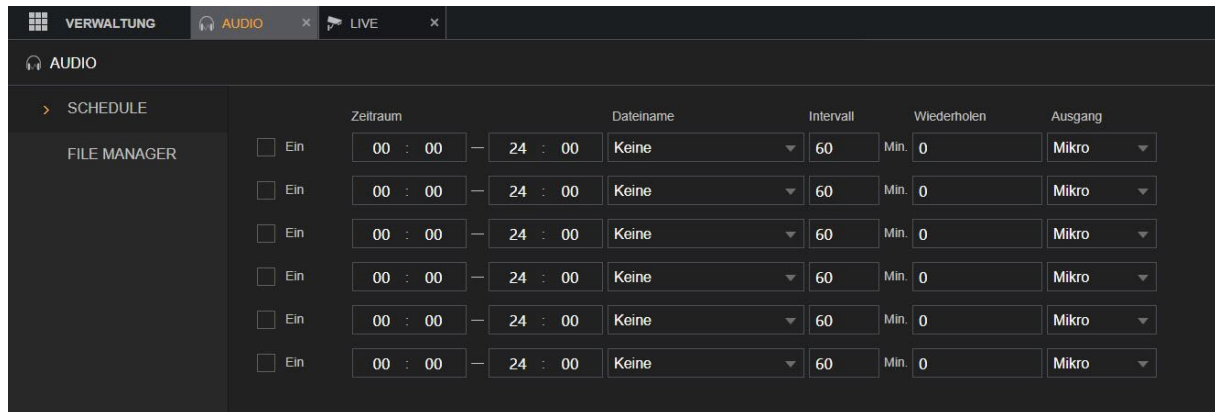 VERWALTUNG AUDIO × LIVE ×
AUDIO
> SCHEDULE
FILE MANAGER
Zeitraum Dateiname Intervall Wiederholen Ausgang
Ein 00 : 00 — 24 : 00 Keine 60 Min. 0 Mikro
Ein 00 : 00 — 24 : 00 Keine 60 Min. 0 Mikro
Ein 00 : 00 — 24 : 00 Keine 60 Min. 0 Mikro
Ein 00 : 00 — 24 : 00 Keine 60 Min. 0 Mikro
Ein 00 : 00 — 24 : 00 Keine 60 Min. 0 Mikro
Ein 00 : 00 — 24 : 00 Keine 60 Min. 0 Mikro